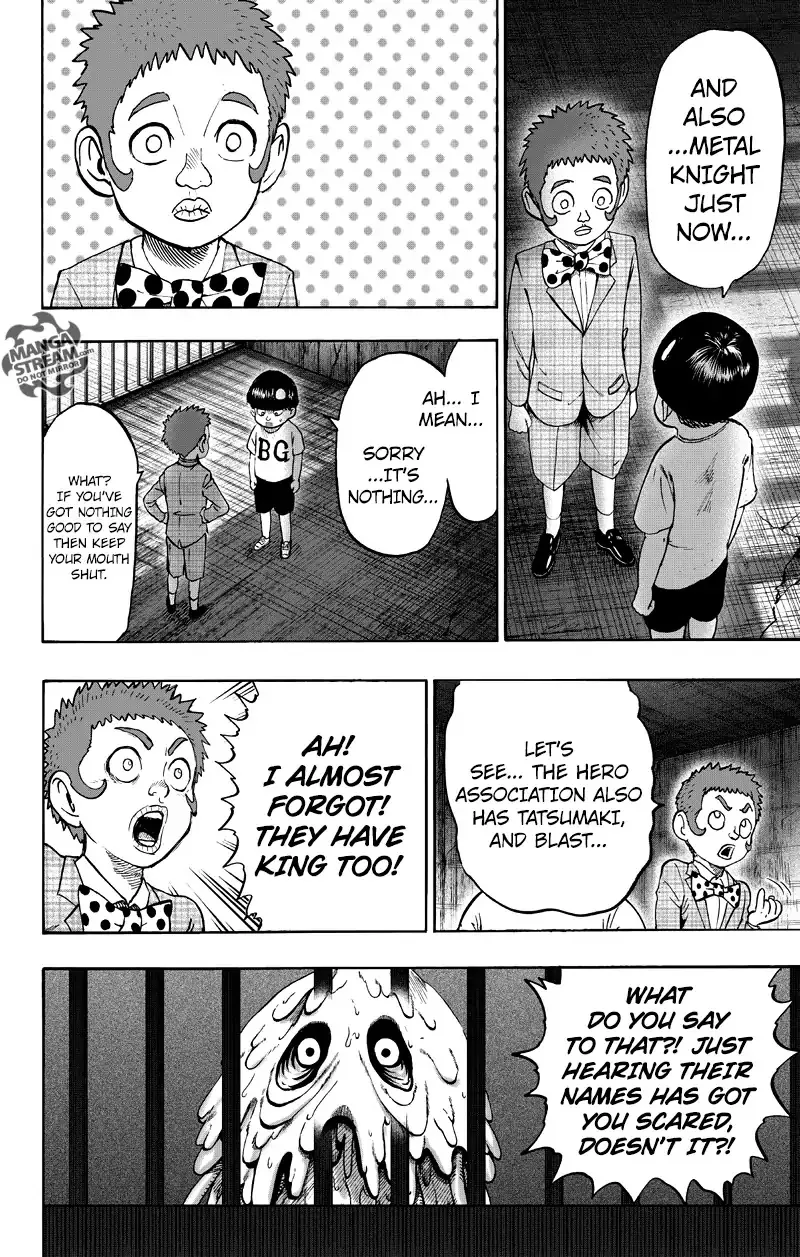 AND
ALSO
...METAL
KNIGHT
JUST
NOW...
MANGA
STREAM.com
DO NOT MIRROR!
AH... I
MEAN...
SORRY
...IT'S
NOTHING...
BG
WHAT?
IF YOU'VE
GOT NOTHING
GOOD TO SAY
THEN KEEP
YOUR MOUTH
SHUT.
LET'S
SEE... THE HERO
ASSOCIATION ALSO
HAS TATSUMAKI,
AND BLAST...
AH!
I ALMOST
FORGOT!
THEY HAVE
KING TOO!
WHAT
DO YOU SAY
TO THAT?! JUST
HEARING THEIR
NAMES HAS GOT
YOU SCARED,
DOESN'T IT?!